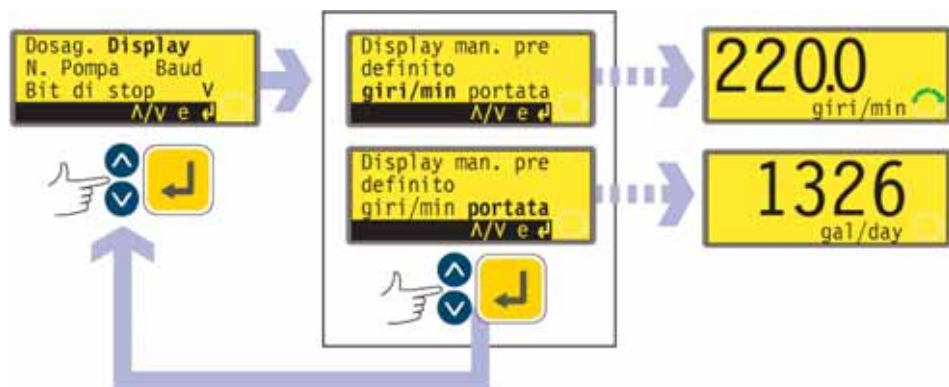 Dosag. Display
N. Pompa Baud
Bit di stop V
Λ/V e ↲
Display man. pre
definito
giri/min portata
Λ/V e ↲
220.0
giri/min
Display man. pre
definito
giri/min portata
Λ/V e ↲
1326
gal/day